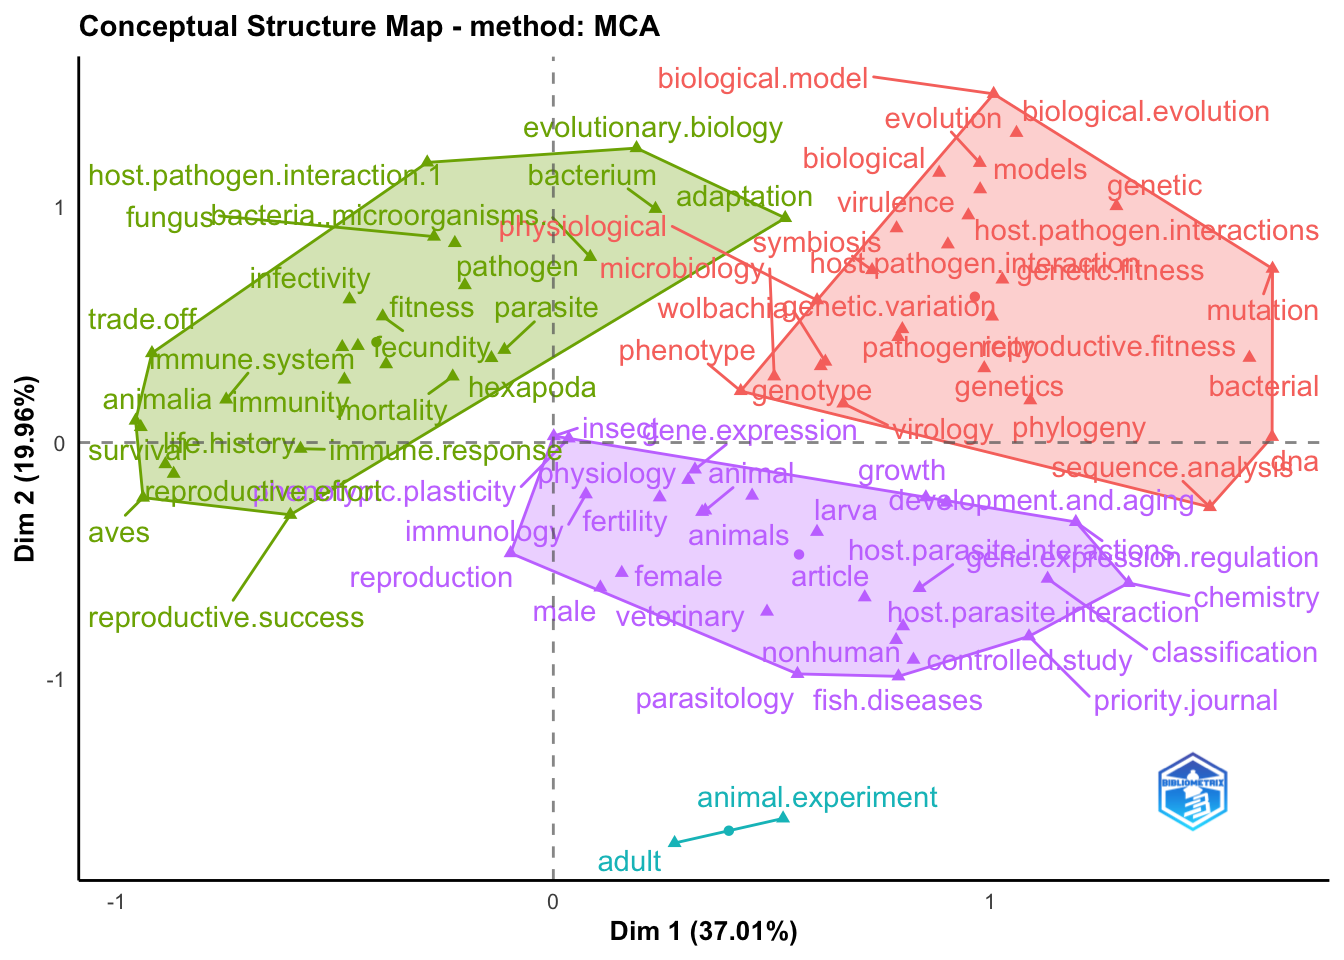 Conceptual Structure Map - method: MCA
biological.model
biological.evolution
evolution
evolutionary.biology
biological
models
host.pathogen.interaction.1
bacterium
genetic
adaptation
virulence
fungus
bacteria..microorganisms.
physiological
host.pathogen.interactions
symbiosis
pathogen
microbiology
host.pathogen.interaction
genetic.fitness
infectivity
fitness
parasite
wolbachia
genetic.variation
mutation
trade.off
fecundity
phenotype
pathogenicity
reproductive.fitness
immune.system
hexapoda
genotype
genetics
bacterial
animalia
immunity
mortality
virology
phylogeny
insect
gene.expression
survival
life.history
immune.response
dna
sequence.analysis
physiology
animal
growth
reproductive.effort
phenotypic.plasticity
development.and.aging
aves
immunology
fertility
animals
larva
host.parasite.interactions
gene.expression.regulation
reproduction
female
article
chemistry
reproductive.success
male
veterinary
host.parasite.interaction
nonhuman
controlled.study
classification
parasitology
fish.diseases
priority.journal
animal.experiment
adult
BIBLIOMETRIX
1
0
-1
Dim 2 (19.96%)
-1
0
1
Dim 1 (37.01%)